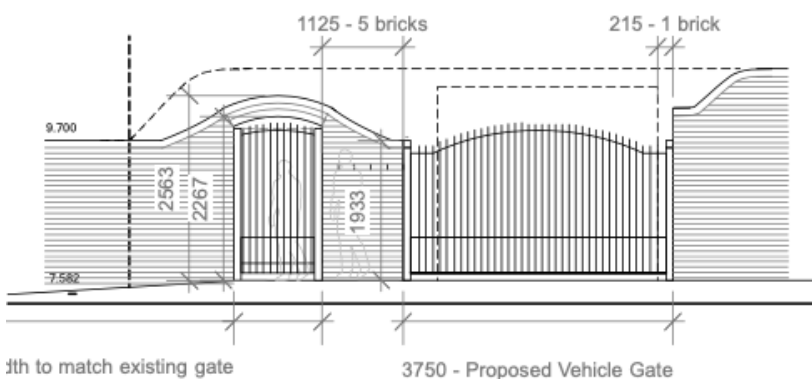 1125 - 5 bricks
215 - 1 brick
9.700
2563
2267
1933
7.582
dth to match existing gate
3750 - Proposed Vehicle Gate